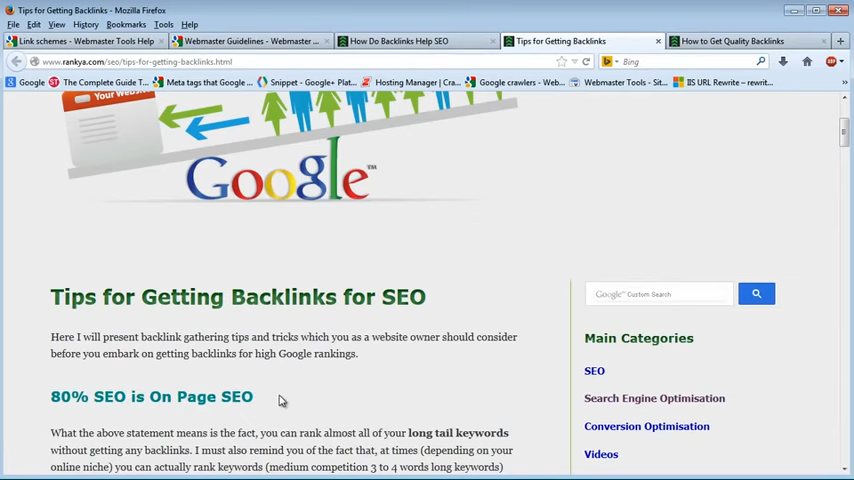 Tips for Getting Backlinks - Mozilla Firefox
File Edit View History Bookmarks Tools Help
Link schemes - Webmaster Tools Help
Webmaster Guidelines - Webmaster ...
How Do Backlinks Help SEO
Tips for Getting Backlinks
How to Get Quality Backlinks
www.rankya.com/seo/tips-for-getting-backlinks.html
Bing
Google
The Complete Guide T...
Meta tags that Google ...
Snippet - Google+ Plat...
Hosting Manager | Cra...
Google crawlers - Web...
Webmaster Tools - Sit...
IIS URL Rewrite – rewrit...
Your Website
Google™
Tips for Getting Backlinks for SEO
Here I will present backlink gathering tips and tricks which you as a website owner should consider
before you embark on getting backlinks for high Google rankings.
80% SEO is On Page SEO
What the above statement means is the fact, you can rank almost all of your long tail keywords
without getting any backlinks. I must also remind you of the fact that, at times (depending on your
online niche) you can actually rank keywords (medium competition 3 to 4 words long keywords)
Google™ Custom Search
Main Categories
SEO
Search Engine Optimisation
Conversion Optimisation
Videos